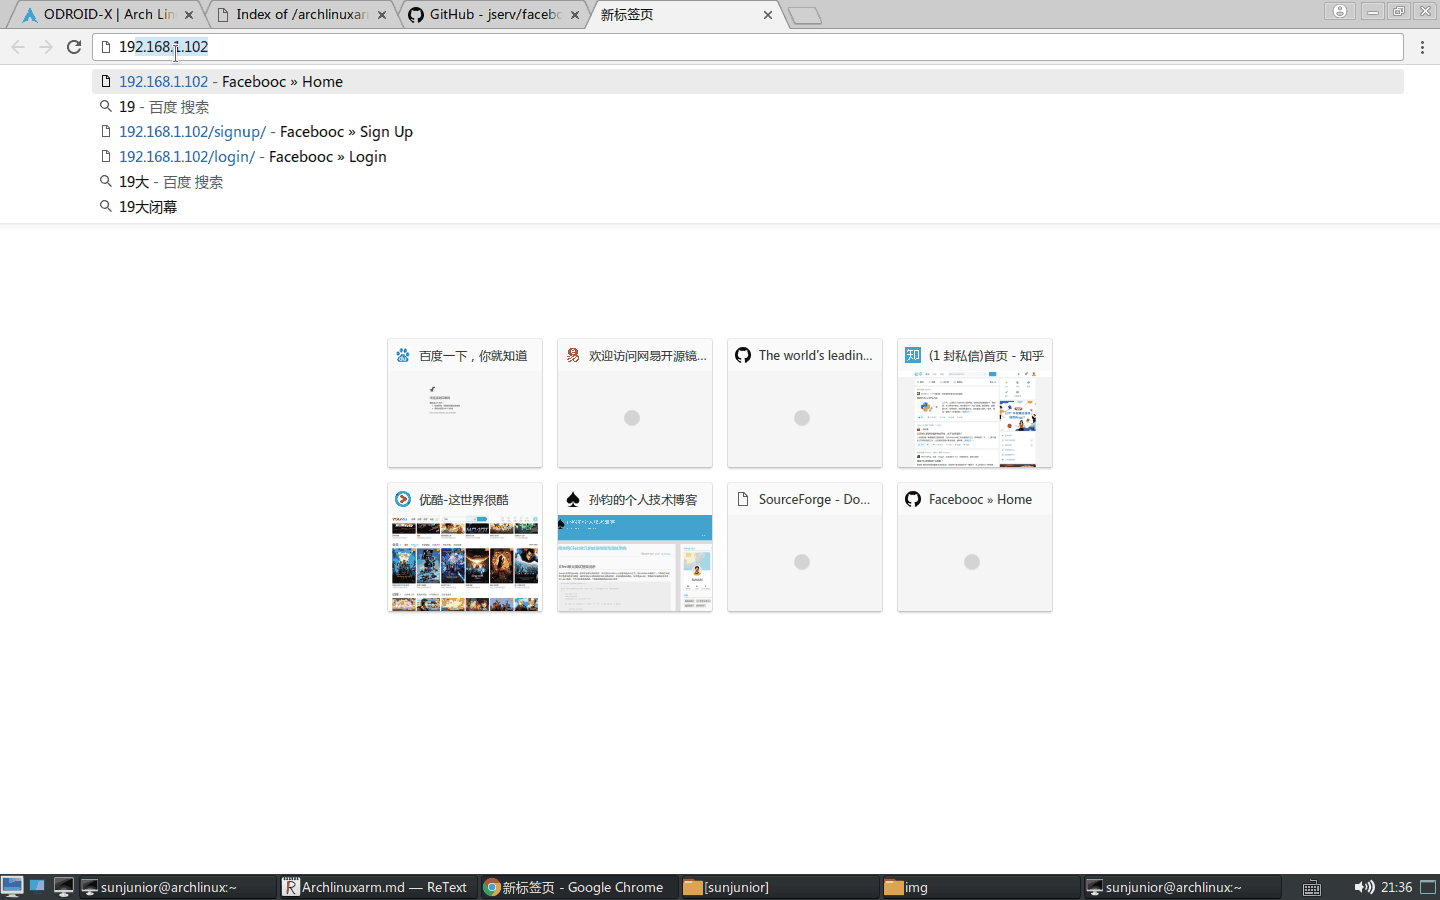 ODROID-X | Arch Lin
Index of /archlinuxar
GitHub - jserv/facebo
新标签页
192.168.1.102
192.168.1.102 - Facebooc » Home
19 - 百度 搜索
192.168.1.102/signup/ - Facebooc » Sign Up
192.168.1.102/login/ - Facebooc » Login
19大 - 百度 搜索
19大闭幕
百度一下，你就知道
欢迎访问网易开源镜...
The world's leadin...
(1 封私信)首页 - 知乎
优酷-这世界很酷
孙钧的个人技术博客
SourceForge - Do...
Facebooc » Home
sunjunior@archlinux:~
Archlinuxarm.md — ReText
新标签页 - Google Chrome
[sunjunior]
img
sunjunior@archlinux:~
21:36